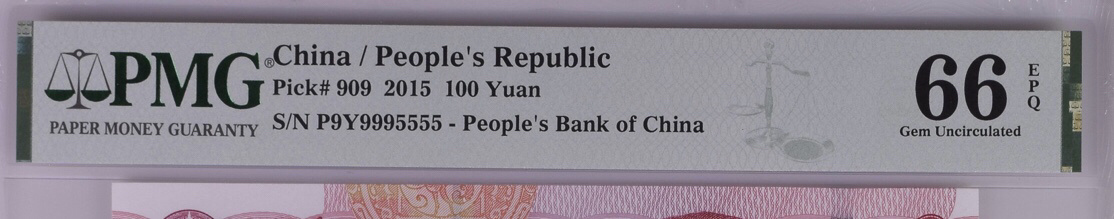 PMG®
PAPER MONEY GUARANTY
China / People's Republic
Pick# 909 2015 100 Yuan
S/N P9Y9995555 - People's Bank of China
66 EPQ
Gem Uncirculated